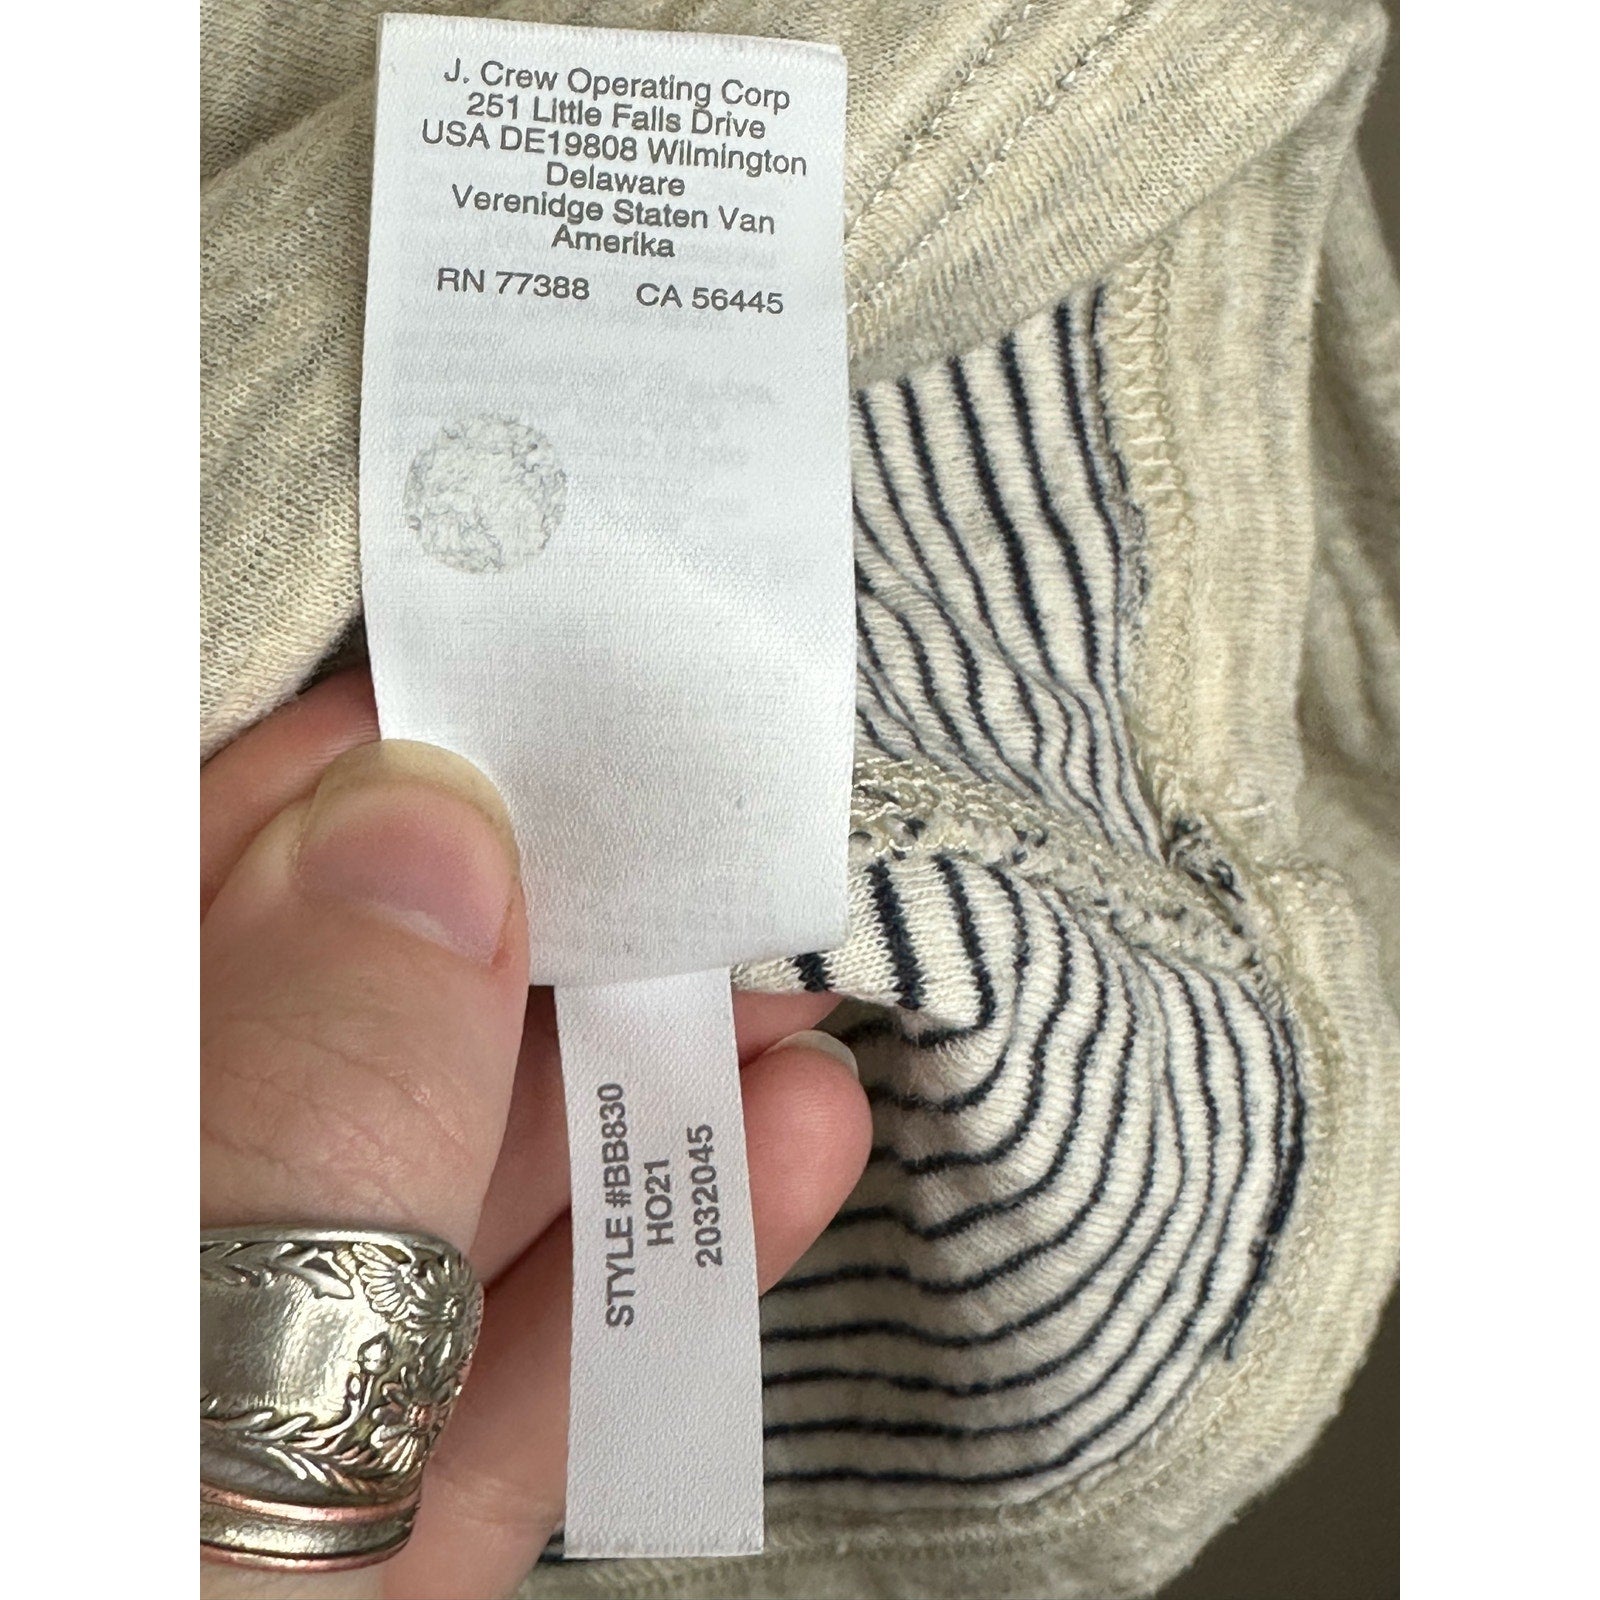 J. Crew Operating Corp
251 Little Falls Drive
USA DE19808 Wilmington
Delaware
Verenidge Staten Van
Amerika
RN 77388 CA 56445
STYLE #BB830
HO21
2032045